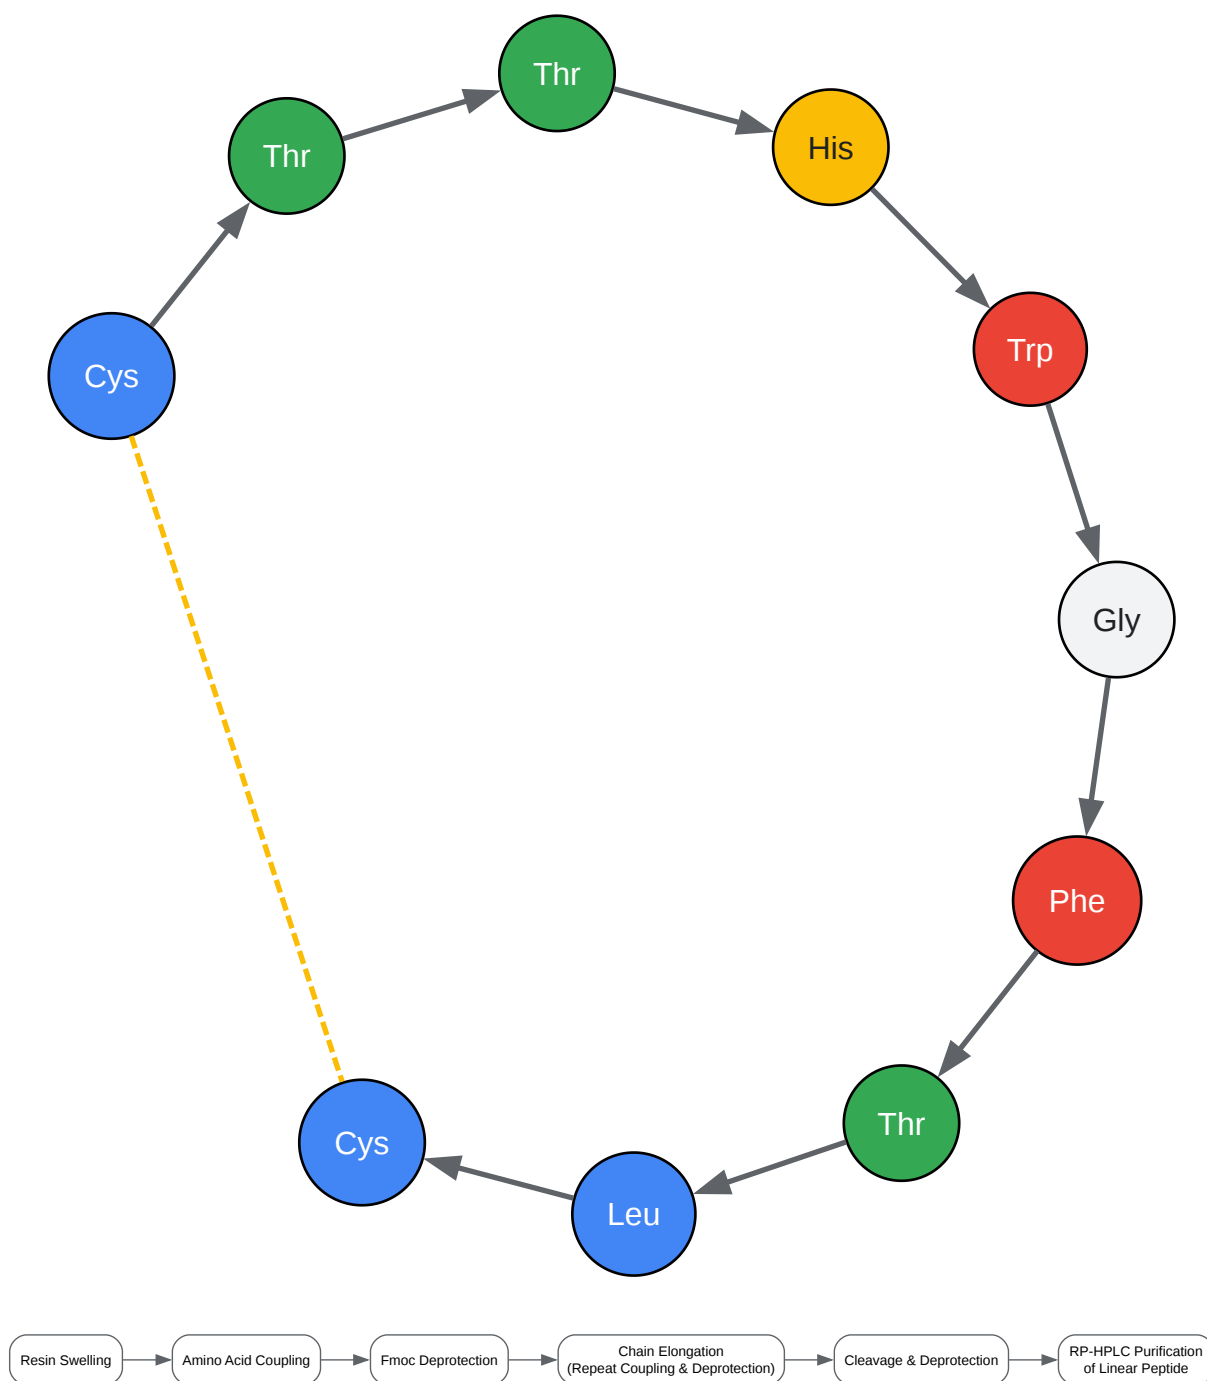 Thr
Thr
His
Cys
Trp
Gly
Phe
Thr
Cys
Leu
Resin Swelling
Amino Acid Coupling
Fmoc Deprotection
Chain Elongation
(Repeat Coupling & Deprotection)
Cleavage & Deprotection
RP-HPLC Purification
of Linear Peptide